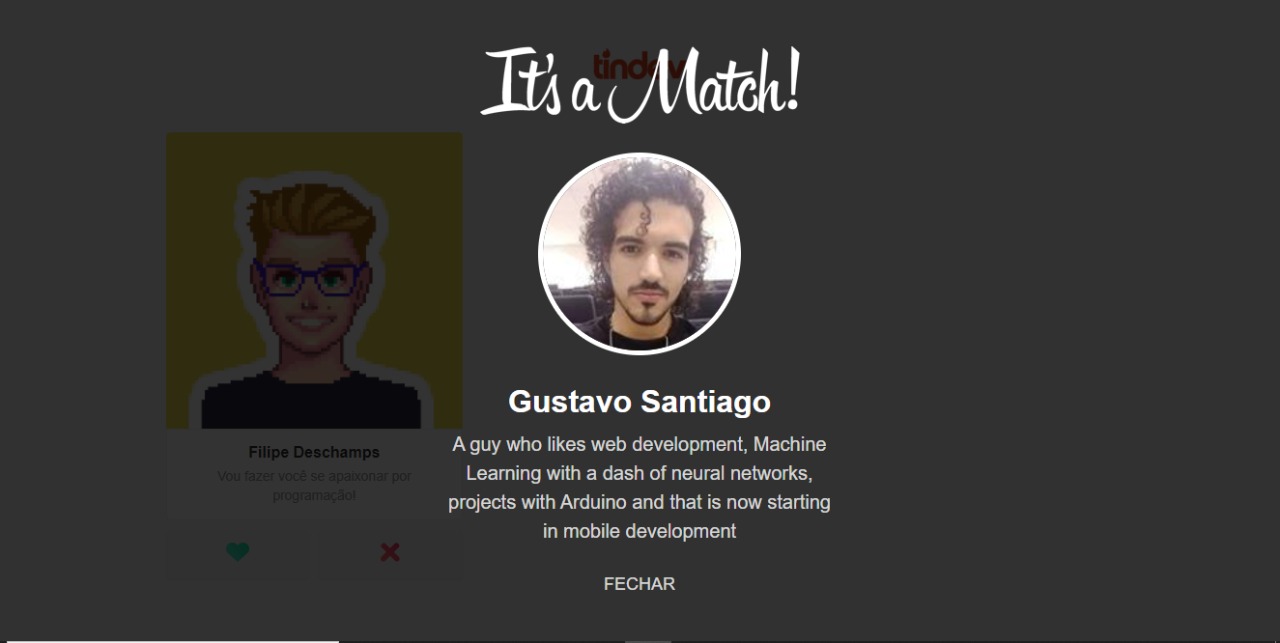 tindev
It's a Match!
Gustavo Santiago
A guy who likes web development, Machine
Learning with a dash of neural networks,
projects with Arduino and that is now starting
in mobile development
FECHAR
Filipe Deschamps
Vou fazer você se apaixonar por
programação!